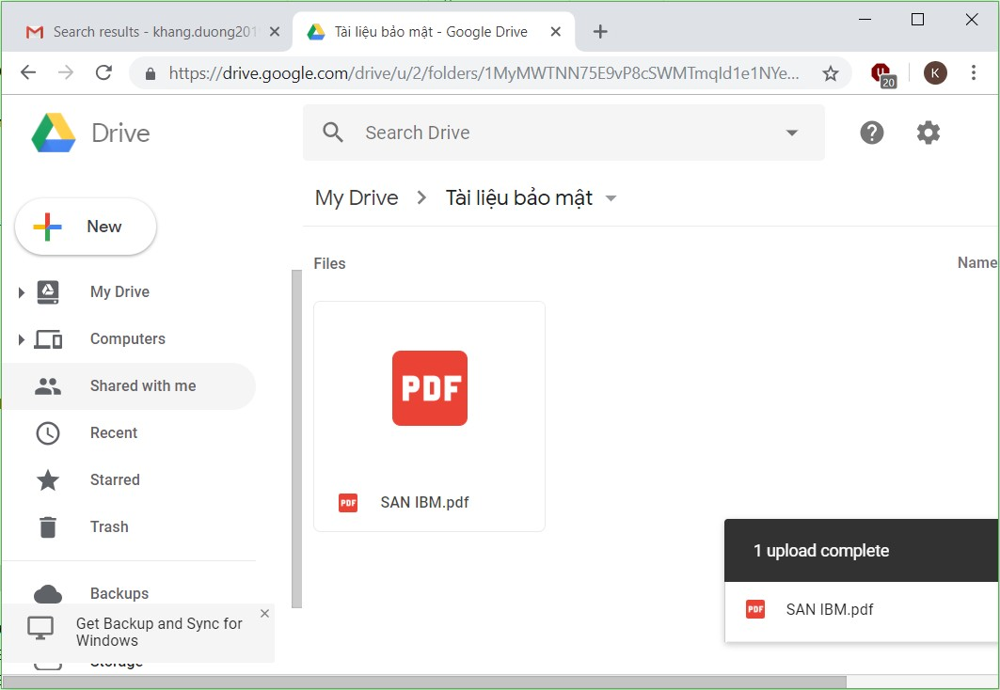 Search results - khang.duong201
Tài liệu bảo mật - Google Drive
https://drive.google.com/drive/u/2/folders/1MyMWTNN75E9vP8cSWMTmqId1e1NYe...
20
K
Drive
Search Drive
My Drive
Tài liệu bảo mật
New
Files
Name
My Drive
Computers
Shared with me
Recent
Starred
Trash
Backups
Get Backup and Sync for
Windows
Storage
PDF
PDF
SAN IBM.pdf
1 upload complete
PDF
SAN IBM.pdf